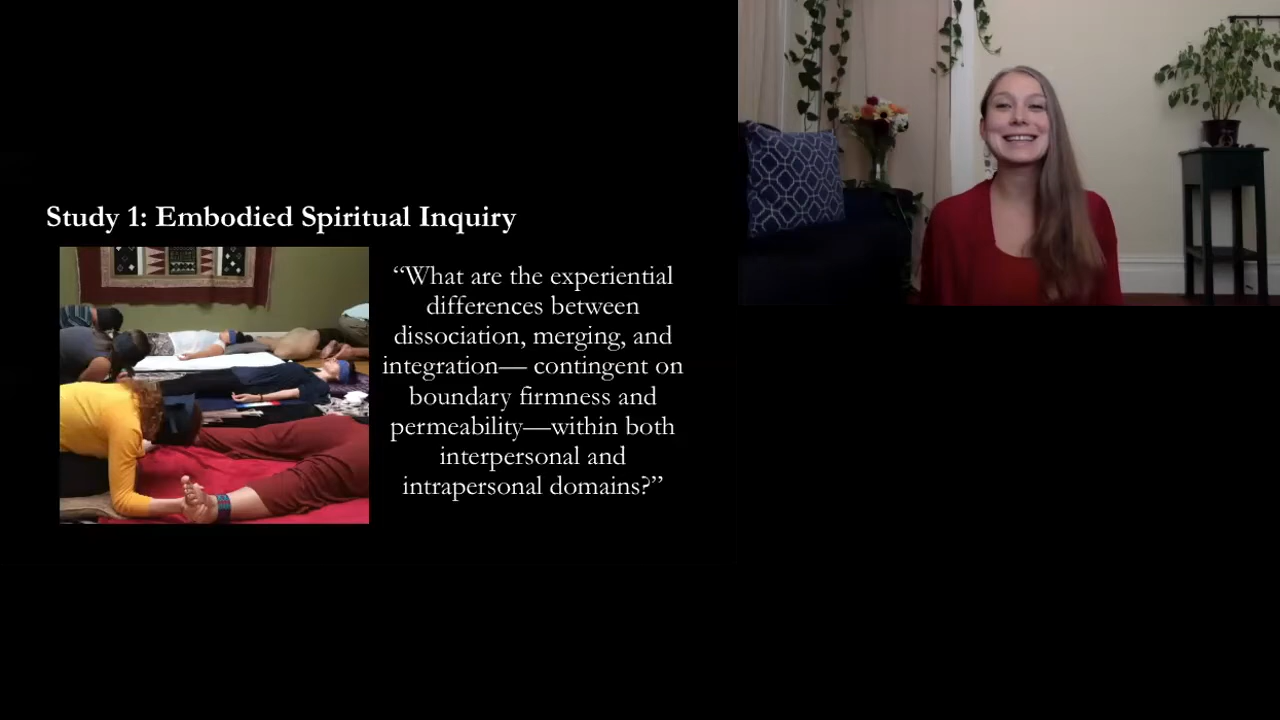 Study 1: Embodied Spiritual Inquiry
“What are the experiential
differences between
dissociation, merging, and
integration— contingent on
boundary firmness and
permeability—within both
interpersonal and
intrapersonal domains?”